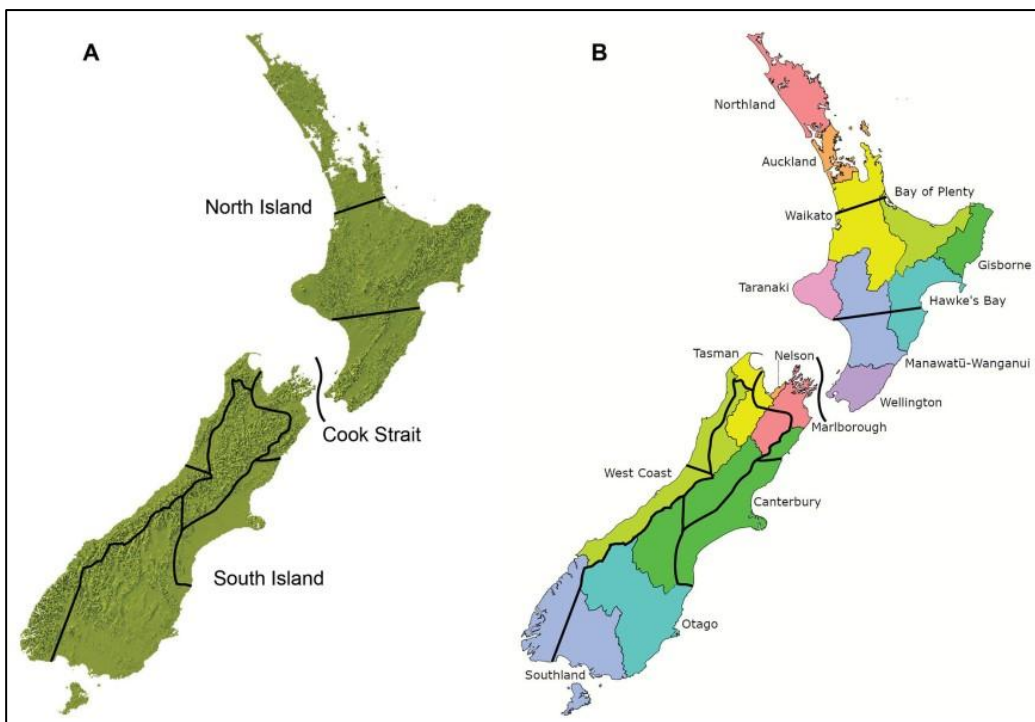 A
North Island
Cook Strait
South Island
B
Northland
Auckland
Bay of Plenty
Waikato
Gisborne
Taranaki
Hawke's Bay
Tasman
Nelson
Manawatū-Wanganui
Wellington
Marlborough
West Coast
Canterbury
Otago
Southland